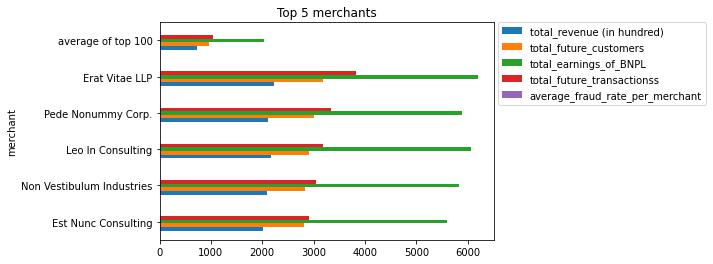 Top 5 merchants
average of top 100
Erat Vitae LLP
Pede Nonummy Corp.
Leo In Consulting
Non Vestibulum Industries
Est Nunc Consulting
merchant
0 1000 2000 3000 4000 5000 6000
total_revenue (in hundred)
total_future_customers
total_earnings_of_BNPL
total_future_transactionss
average_fraud_rate_per_merchant